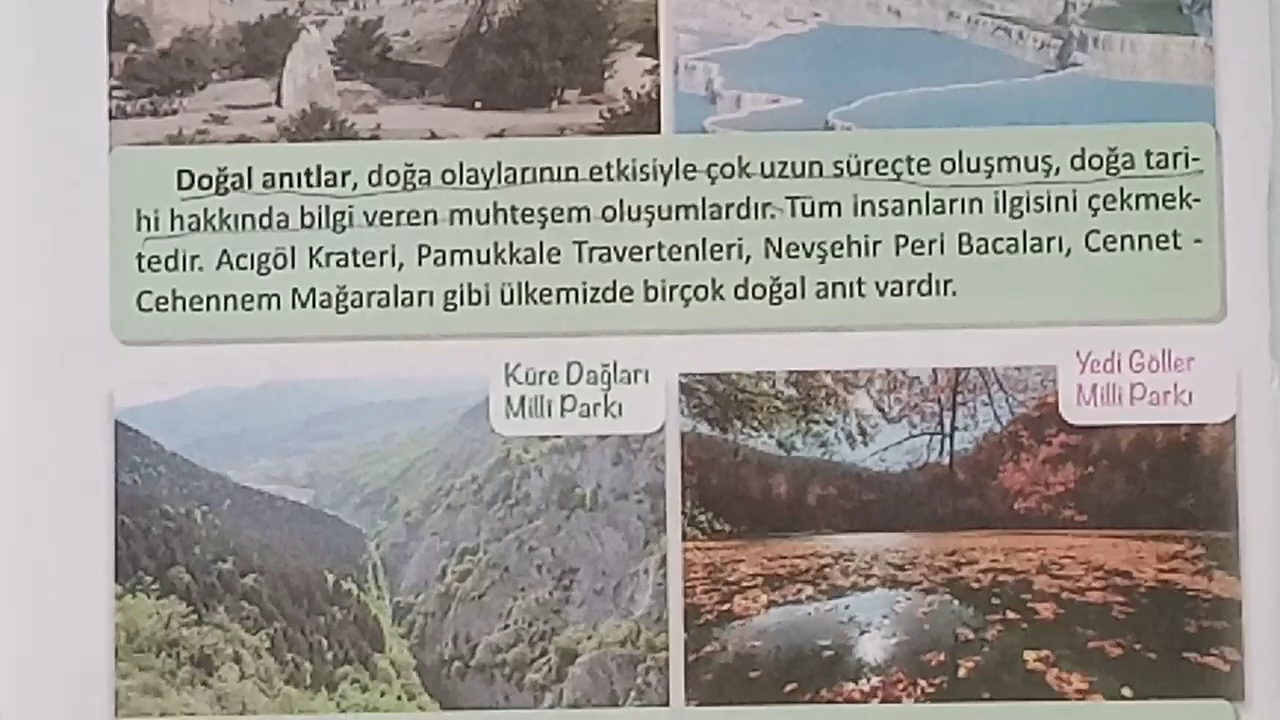 Doğal anıtlar, doğa olaylarının etkisiyle çok uzun süreçte oluşmuş, doğa tari-
hi hakkında bilgi veren muhteşem oluşumlardır. Tüm insanların ilgisini çekmek-
tedir. Acıgöl Krateri, Pamukkale Travertenleri, Nevşehir Peri Bacaları, Cennet -
Cehennem Mağaraları gibi ülkemizde birçok doğal anıt vardır.
Küre Dağları
Milli Parkı
Yedi Göller
Milli Parkı